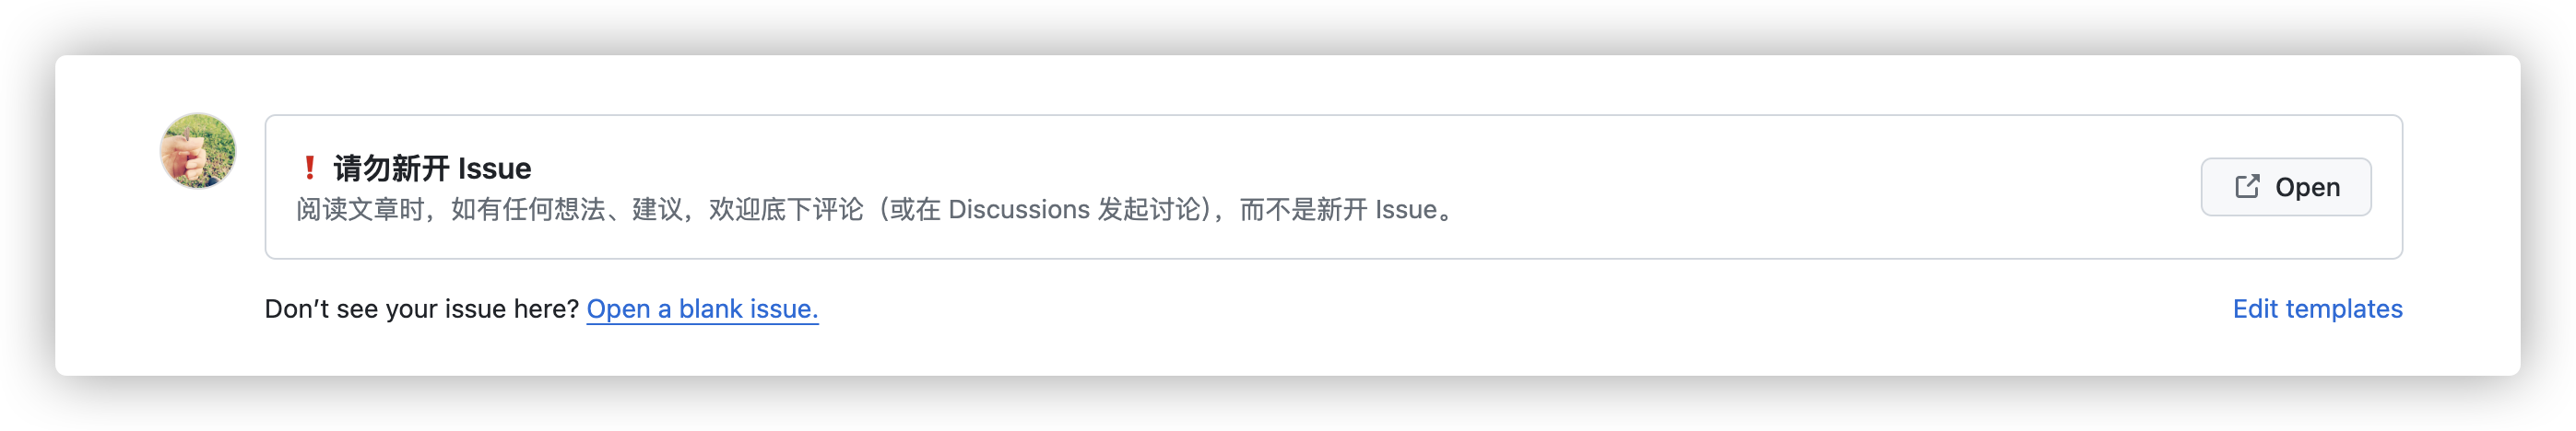 ❗ 请勿新开 Issue
阅读文章时，如有任何想法、建议，欢迎底下评论（或在 Discussions 发起讨论），而不是新开 Issue。
Open
Don’t see your issue here? Open a blank issue.
Edit templates